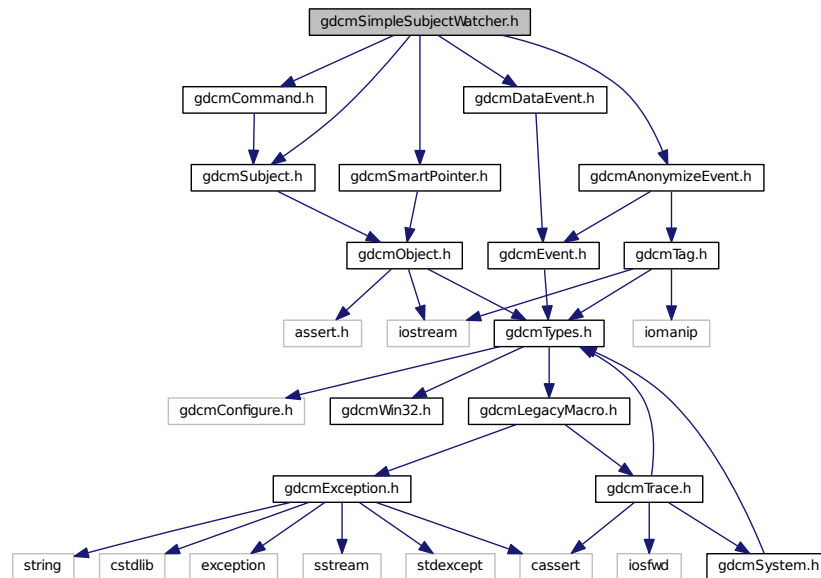 gdcmSimpleSubjectWatcher.h
gdcmCommand.h
gdcmDataEvent.h
gdcmSubject.h
gdcmSmartPointer.h
gdcmAnonymizeEvent.h
gdcmObject.h
gdcmEvent.h
gdcmTag.h
assert.h
iostream
gdcmTypes.h
iomanip
gdcmConfigure.h
gdcmWin32.h
gdcmLegacyMacro.h
gdcmException.h
gdcmTrace.h
string
cstdlib
exception
sstream
stdexcept
cassert
iosfwd
gdcmSystem.h